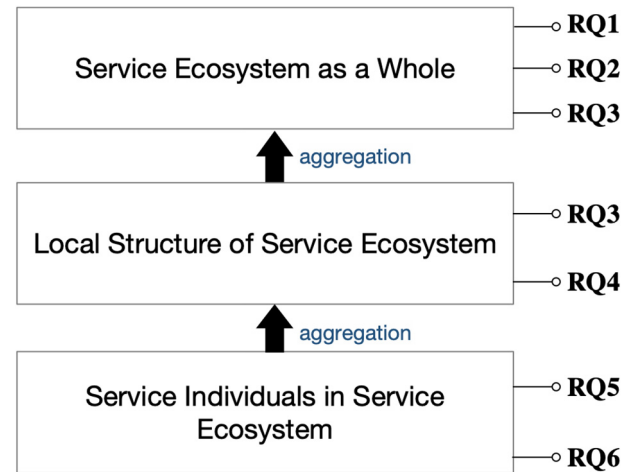 Service Ecosystem as a Whole
RQ1
RQ2
RQ3
aggregation
Local Structure of Service Ecosystem
RQ3
RQ4
aggregation
Service Individuals in Service
Ecosystem
RQ5
RQ6